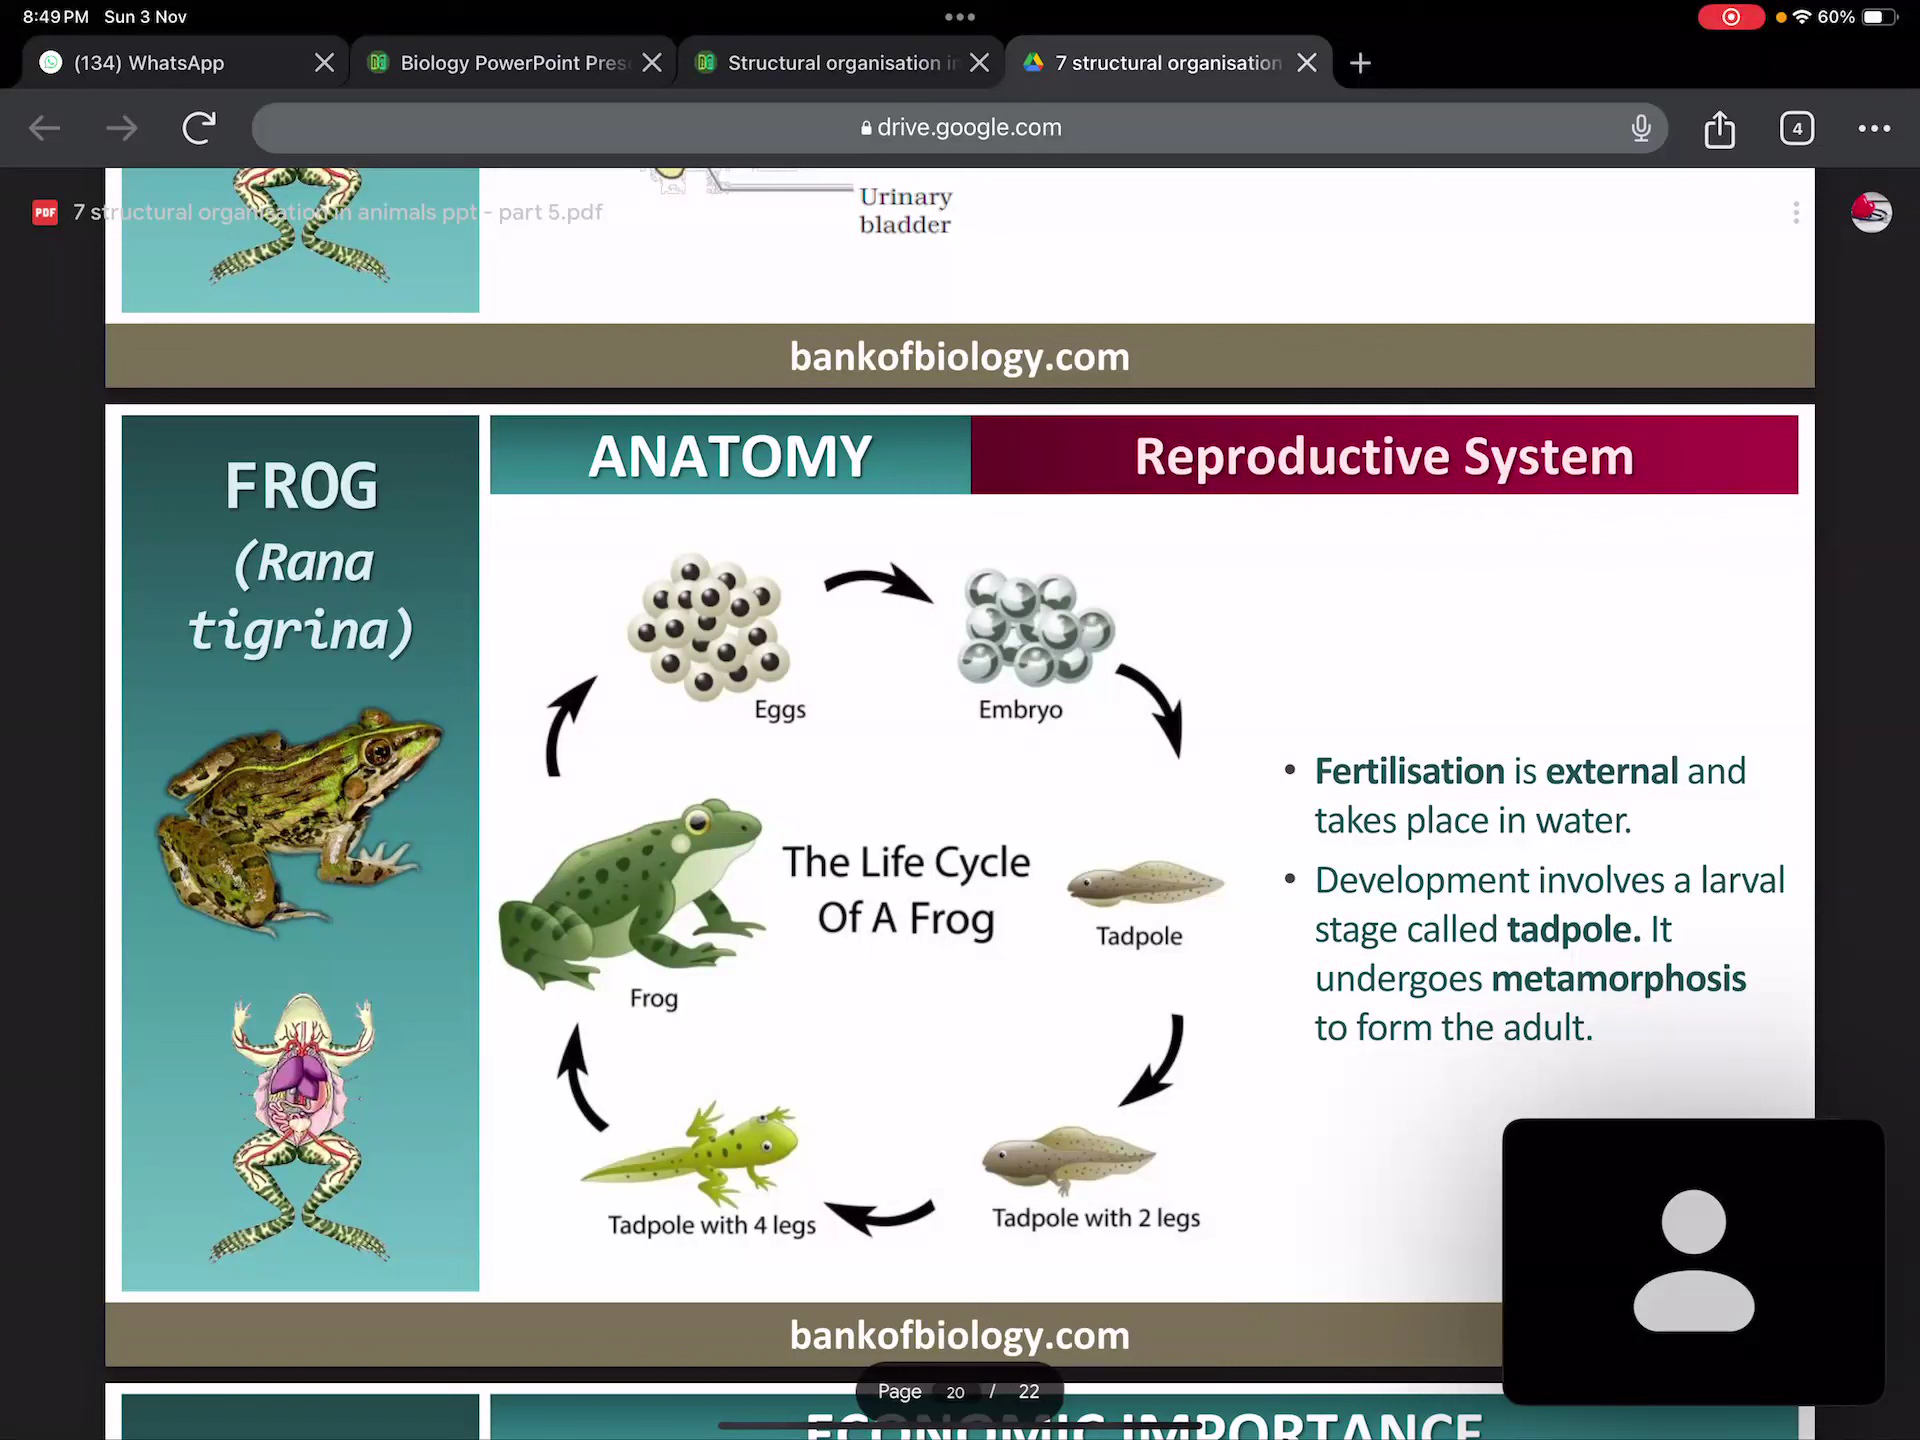 8:49 PM Sun 3 Nov
60%
(134) WhatsApp
Biology PowerPoint Pres
Structural organisation i
7 structural organisation
drive.google.com
4
Urinary
bladder
PDF 7 structural organisation in animals ppt - part 5.pdf
bankofbiology.com
FROG
(Rana
tigrina)
ANATOMY
Reproductive System
Eggs
Embryo
The Life Cycle
Of A Frog
Tadpole
Frog
Tadpole with 4 legs
Tadpole with 2 legs
• Fertilisation is external and
takes place in water.
• Development involves a larval
stage called tadpole. It
undergoes metamorphosis
to form the adult.
bankofbiology.com
Page 20 / 22
ECONOMIC IMPORTANCE